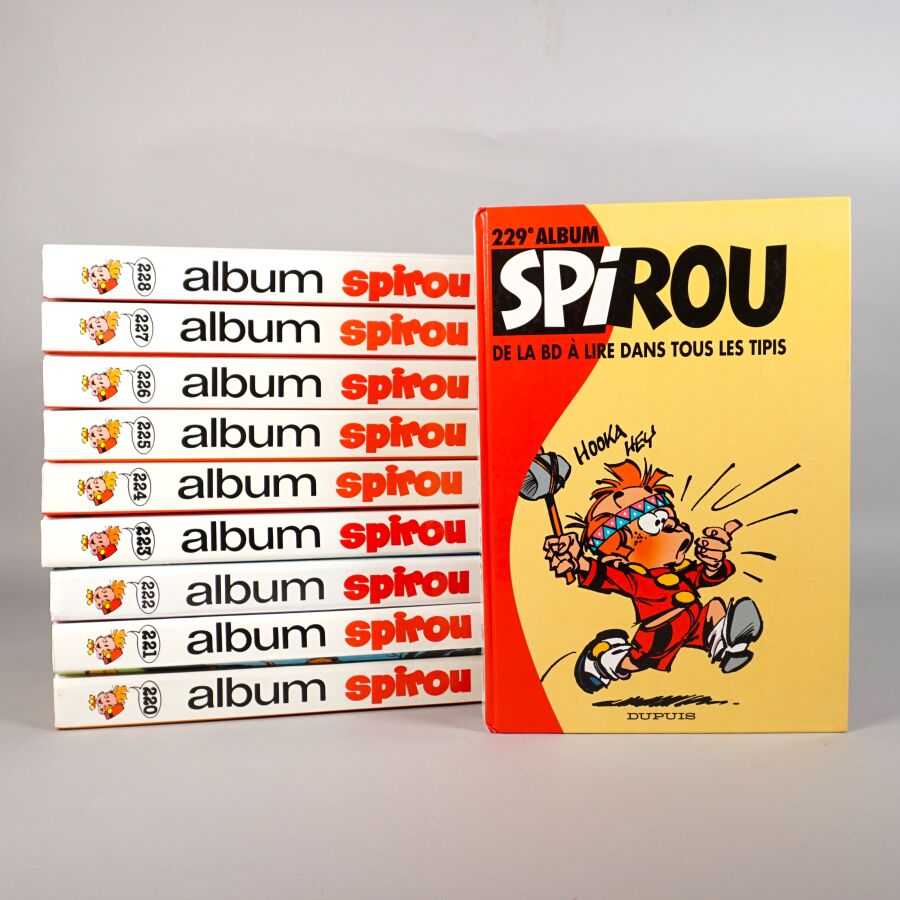 228 album spirou
227 album spirou
226 album spirou
225 album spirou
224 album spirou
223 album spirou
222 album spirou
221 album spirou
220 album spirou
229e ALBUM
SPiROU
DE LA BD À LIRE DANS TOUS LES TIPIS
HOOKA
HEY!
DUPUIS